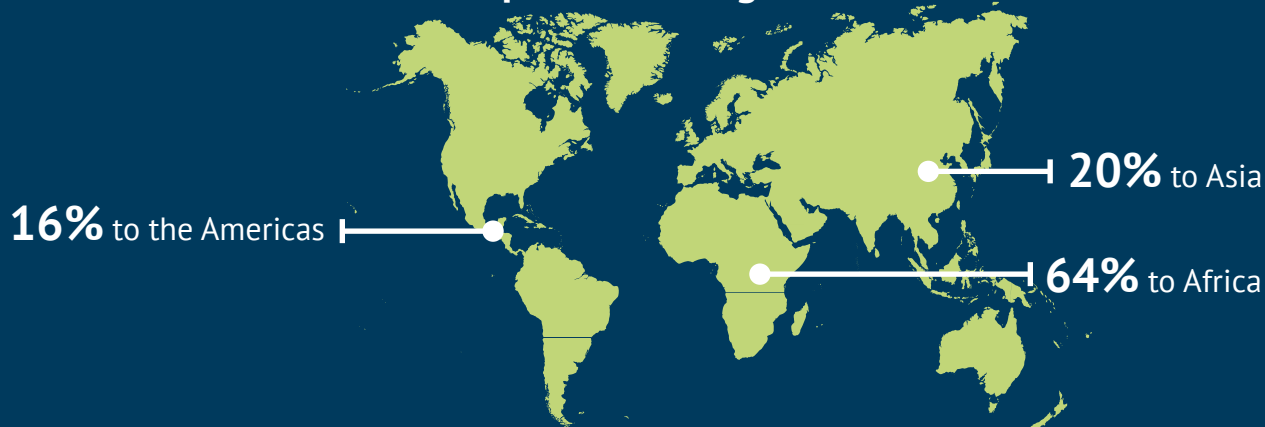 16% to the Americas
20% to Asia
64% to Africa